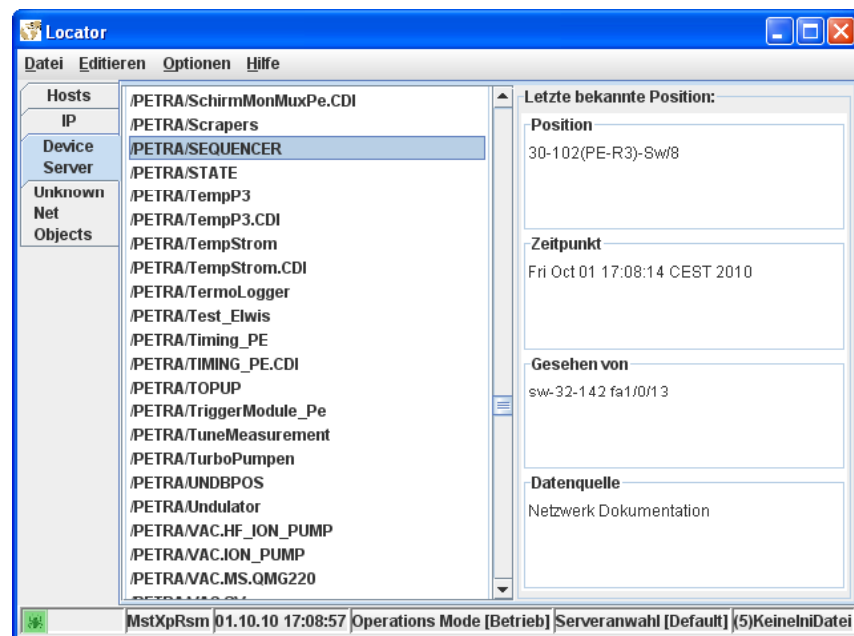 Locator
Datei Editieren Optionen Hilfe
Hosts
IP
Device
Server
Unknown
Net
Objects
/PETRA/SchirmMonMuxPe.CDI
/PETRA/Scrapers
/PETRA/SEQUENCER
/PETRA/STATE
/PETRA/TempP3
/PETRA/TempP3.CDI
/PETRA/TempStrom
/PETRA/TempStrom.CDI
/PETRA/TermoLogger
/PETRA/Test_Elwis
/PETRA/Timing_PE
/PETRA/TIMING_PE.CDI
/PETRA/TOPUP
/PETRA/TriggerModule_Pe
/PETRA/TuneMeasurement
/PETRA/TurboPumpen
/PETRA/UNDBPOS
/PETRA/Undulator
/PETRA/VAC.HF_ION_PUMP
/PETRA/VAC.ION_PUMP
/PETRA/VAC.MS.QMG220
Letzte bekannte Position:
Position
30-102(PE-R3)-Sw/8
Zeitpunkt
Fri Oct 01 17:08:14 CEST 2010
Gesehen von
sw-32-142 fa1/0/13
Datenquelle
Netzwerk Dokumentation
MstXpRsm 01.10.10 17:08:57 Operations Mode [Betrieb] Serveranwahl [Default] (5)KeineIniDatei